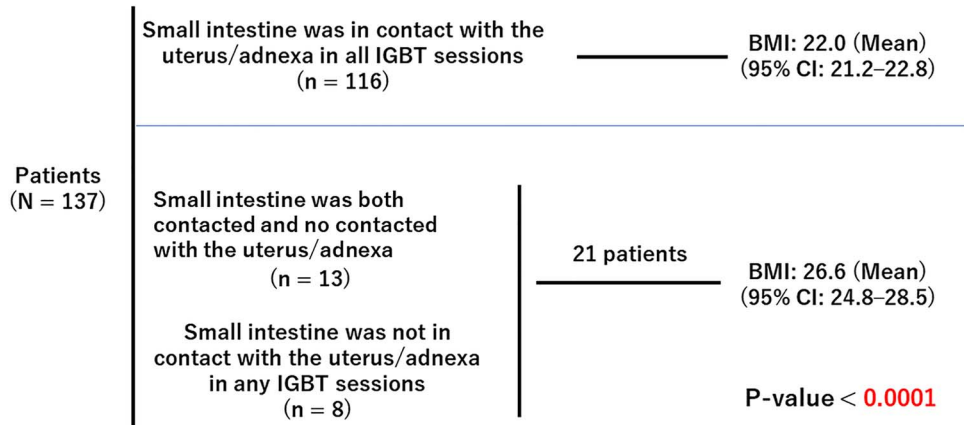 Small intestine was in contact with the
uterus/adnexa in all IGBT sessions
(n = 116)
BMI: 22.0 (Mean)
(95% CI: 21.2–22.8)
Patients
(N = 137)
Small intestine was both
contacted and no contacted
with the uterus/adnexa
(n = 13)
21 patients
BMI: 26.6 (Mean)
(95% CI: 24.8–28.5)
Small intestine was not in
contact with the uterus/adnexa
in any IGBT sessions
(n = 8)
P-value < 0.0001